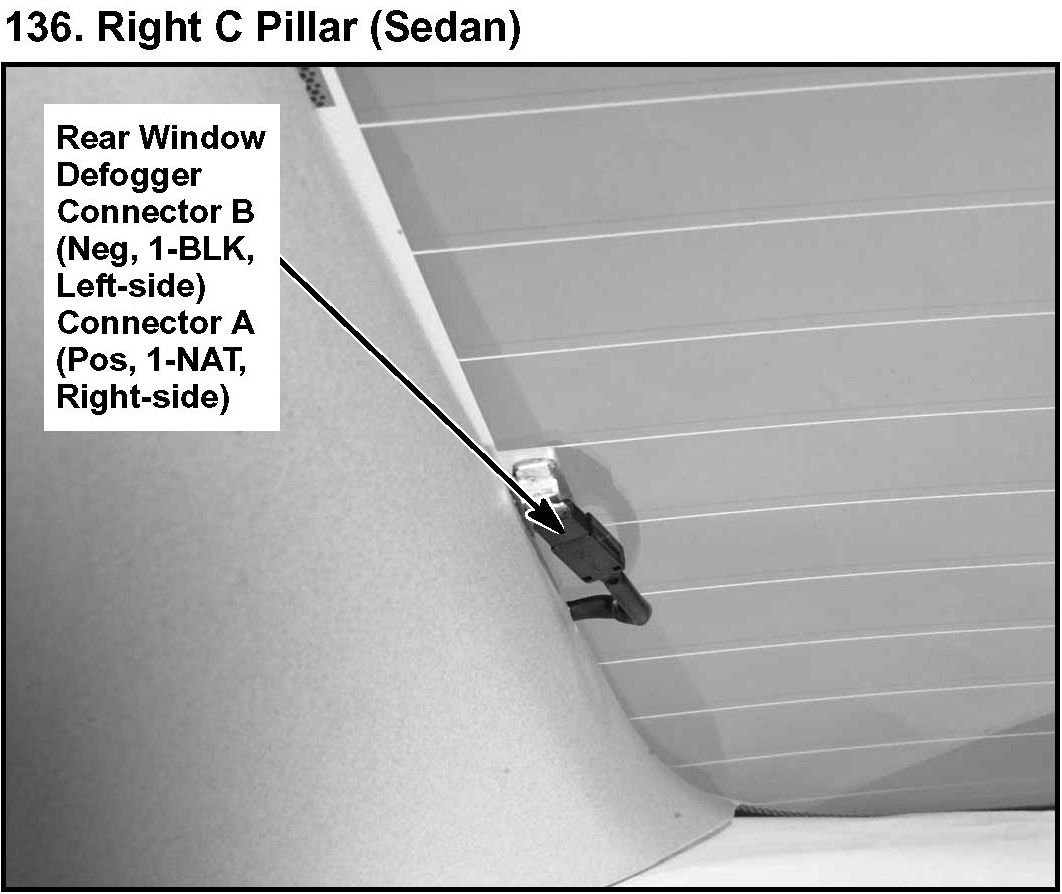 136. Right C Pillar (Sedan)
Rear Window
Defogger
Connector B
(Neg, 1-BLK,
Left-side)
Connector A
(Pos, 1-NAT,
Right-side)